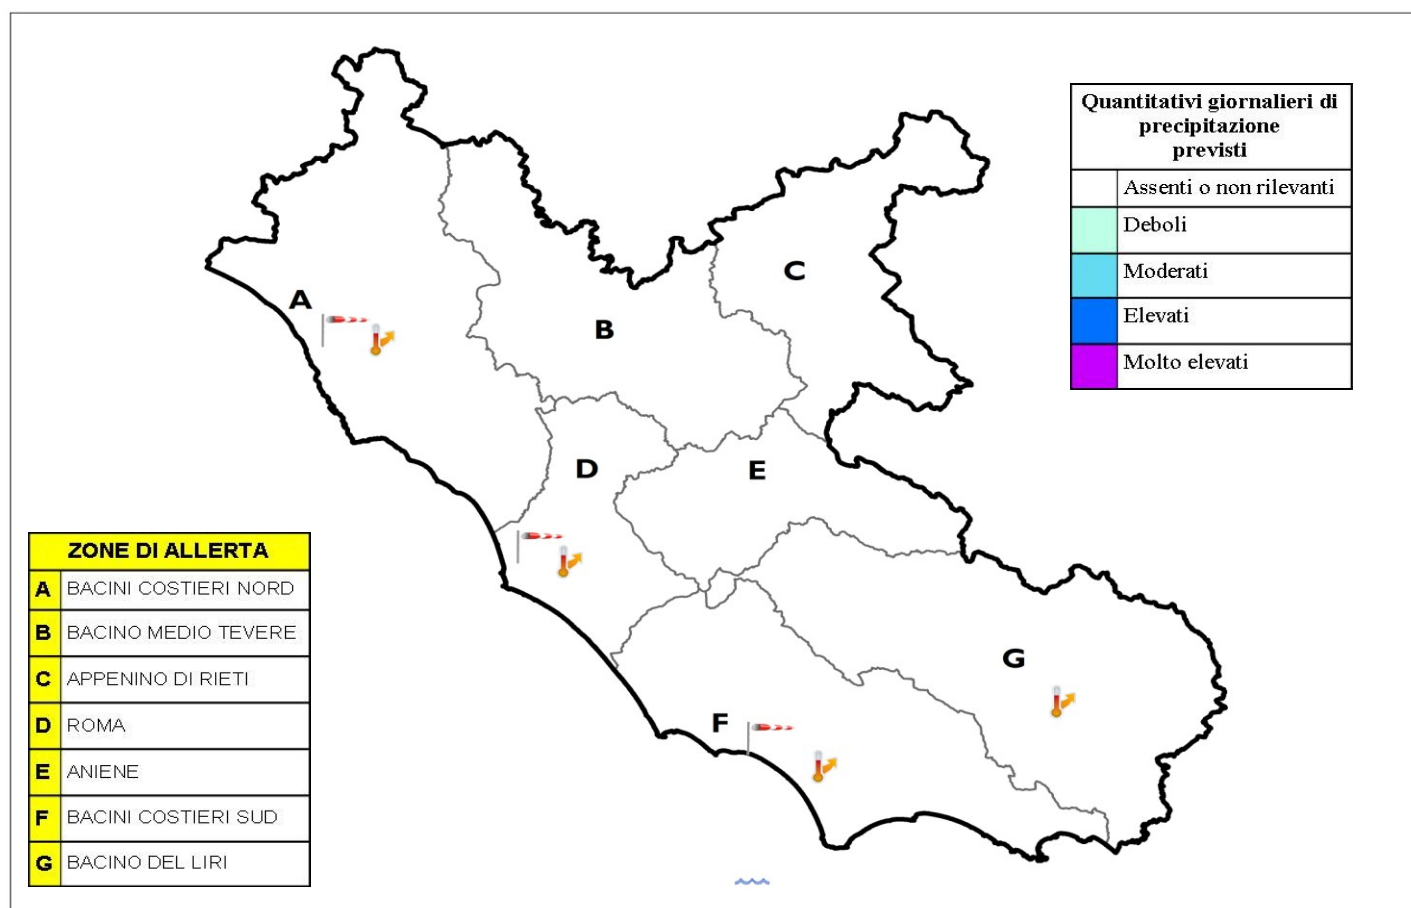 Quantitativi giornalieri di
precipitazione
previsti
Assenti o non rilevanti
Deboli
Moderati
Elevati
Molto elevati
A
B
C
D
E
F
G
ZONE DI ALLERTA
A BACINI COSTIERI NORD
B BACINO MEDIO TEVERE
C APPENINO DI RIETI
D ROMA
E ANIENE
F BACINI COSTIERI SUD
G BACINO DEL LIRI